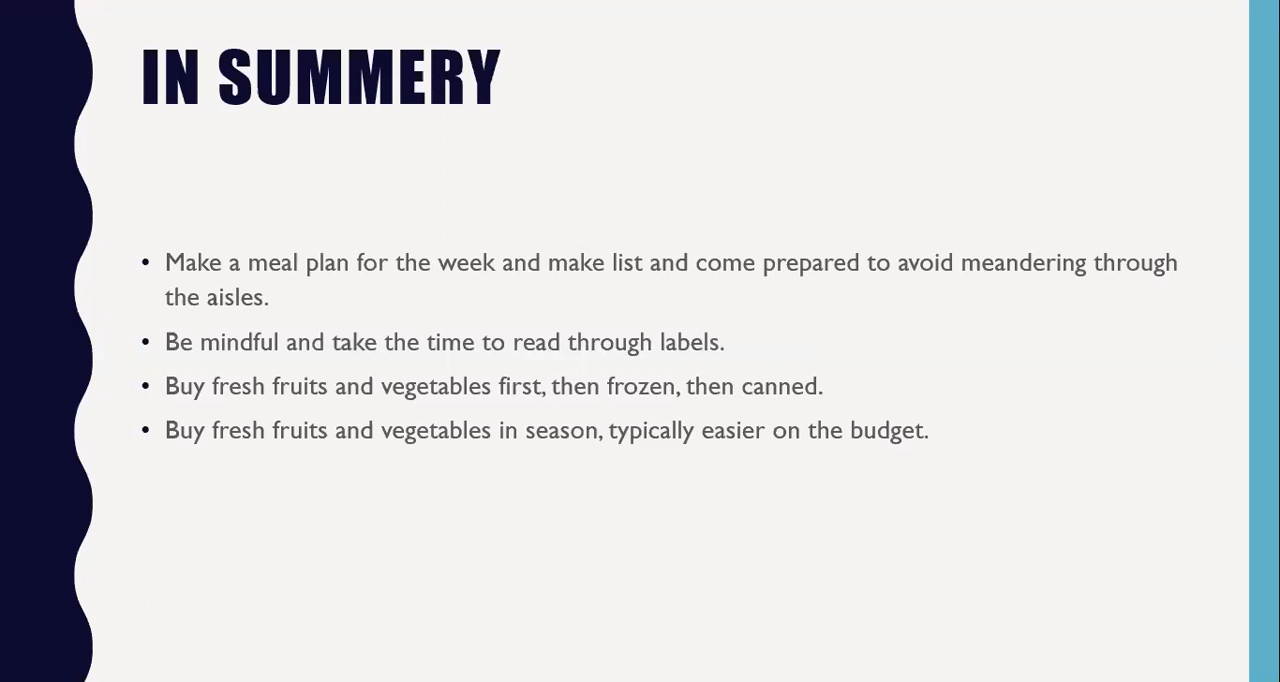 IN SUMMERY
• Make a meal plan for the week and make list and come prepared to avoid meandering through
the aisles.
• Be mindful and take the time to read through labels.
• Buy fresh fruits and vegetables first, then frozen, then canned.
• Buy fresh fruits and vegetables in season, typically easier on the budget.